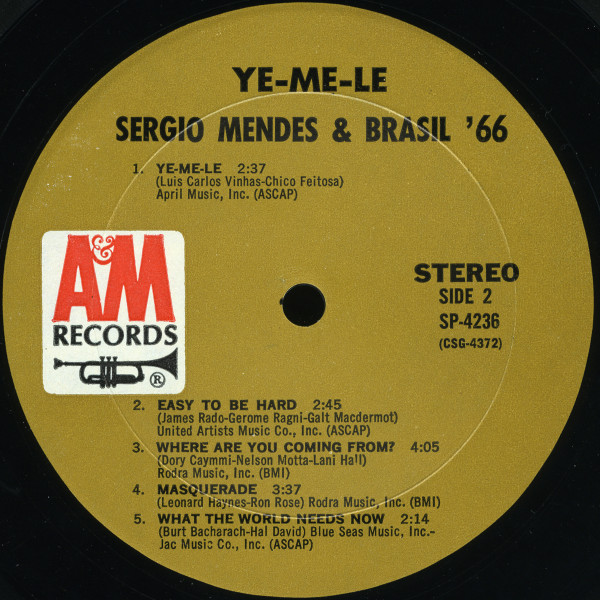 YE-ME-LE
SERGIO MENDES & BRASIL '66
1. YE-ME-LE 2:37
(Luis Carlos Vinhas-Chico Feitosa)
April Music, Inc. (ASCAP)
A&M
RECORDS
®
STEREO
SIDE 2
SP-4236
(CSG-4372)
2. EASY TO BE HARD 2:45
(James Rado-Gerome Ragni-Galt Macdermot)
United Artists Music Co., Inc. (ASCAP)
3. WHERE ARE YOU COMING FROM? 4:05
(Dory Caymmi-Nelson Motta-Lani Hall)
Rodra Music, Inc. (BMI)
4. MASQUERADE 3:37
(Leonard Haynes-Ron Rose) Rodra Music, Inc. (BMI)
5. WHAT THE WORLD NEEDS NOW 2:14
(Burt Bacharach-Hal David) Blue Seas Music, Inc.-
Jac Music Co., Inc. (ASCAP)